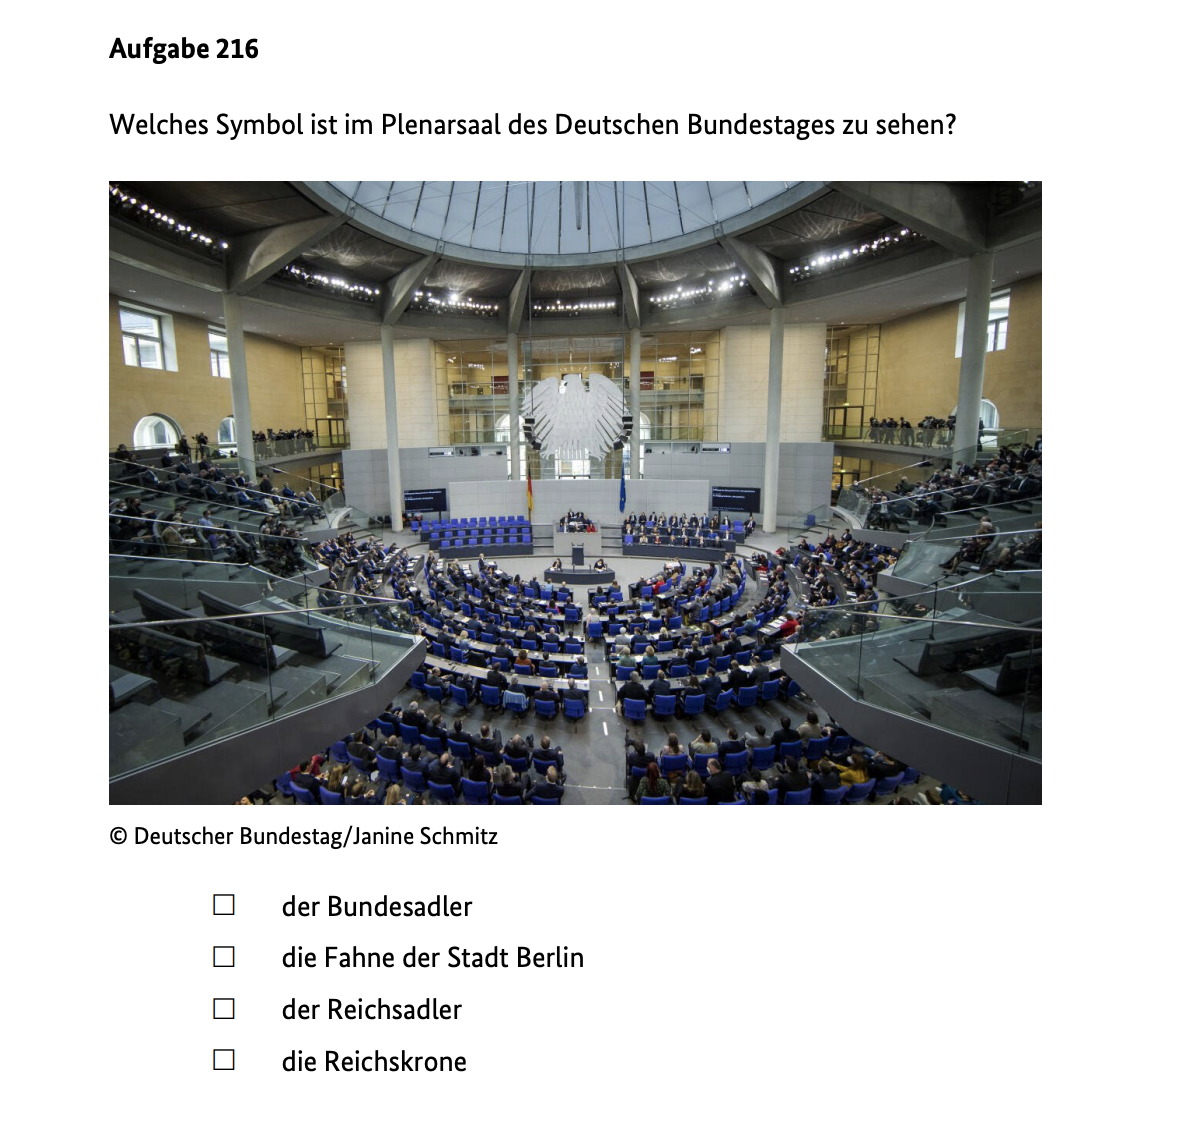 Aufgabe 216
Welches Symbol ist im Plenarsaal des Deutschen Bundestages zu sehen?
© Deutscher Bundestag/Janine Schmitz
☐ der Bundesadler
☐ die Fahne der Stadt Berlin
☐ der Reichsadler
☐ die Reichskrone